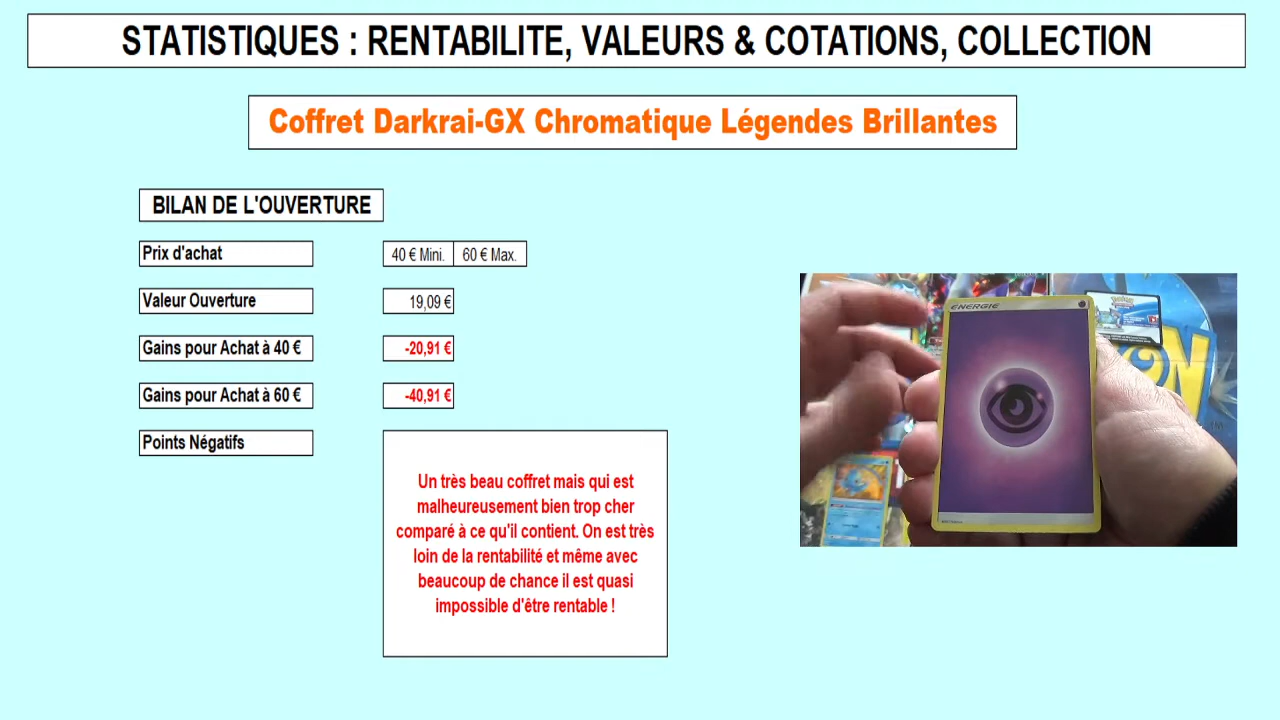 STATISTIQUES : RENTABILITE, VALEURS & COTATIONS, COLLECTION
Coffret Darkrai-GX Chromatique Légendes Brillantes
BILAN DE L'OUVERTURE
Prix d'achat
40 € Mini.
60 € Max.
Valeur Ouverture
19,09 €
Gains pour Achat à 40 €
-20,91 €
Gains pour Achat à 60 €
-40,91 €
Points Négatifs
Un très beau coffret mais qui est
malheureusement bien trop cher
comparé à ce qu'il contient. On est très
loin de la rentabilité et même avec
beaucoup de chance il est quasi
impossible d'être rentable !
ENERGIE